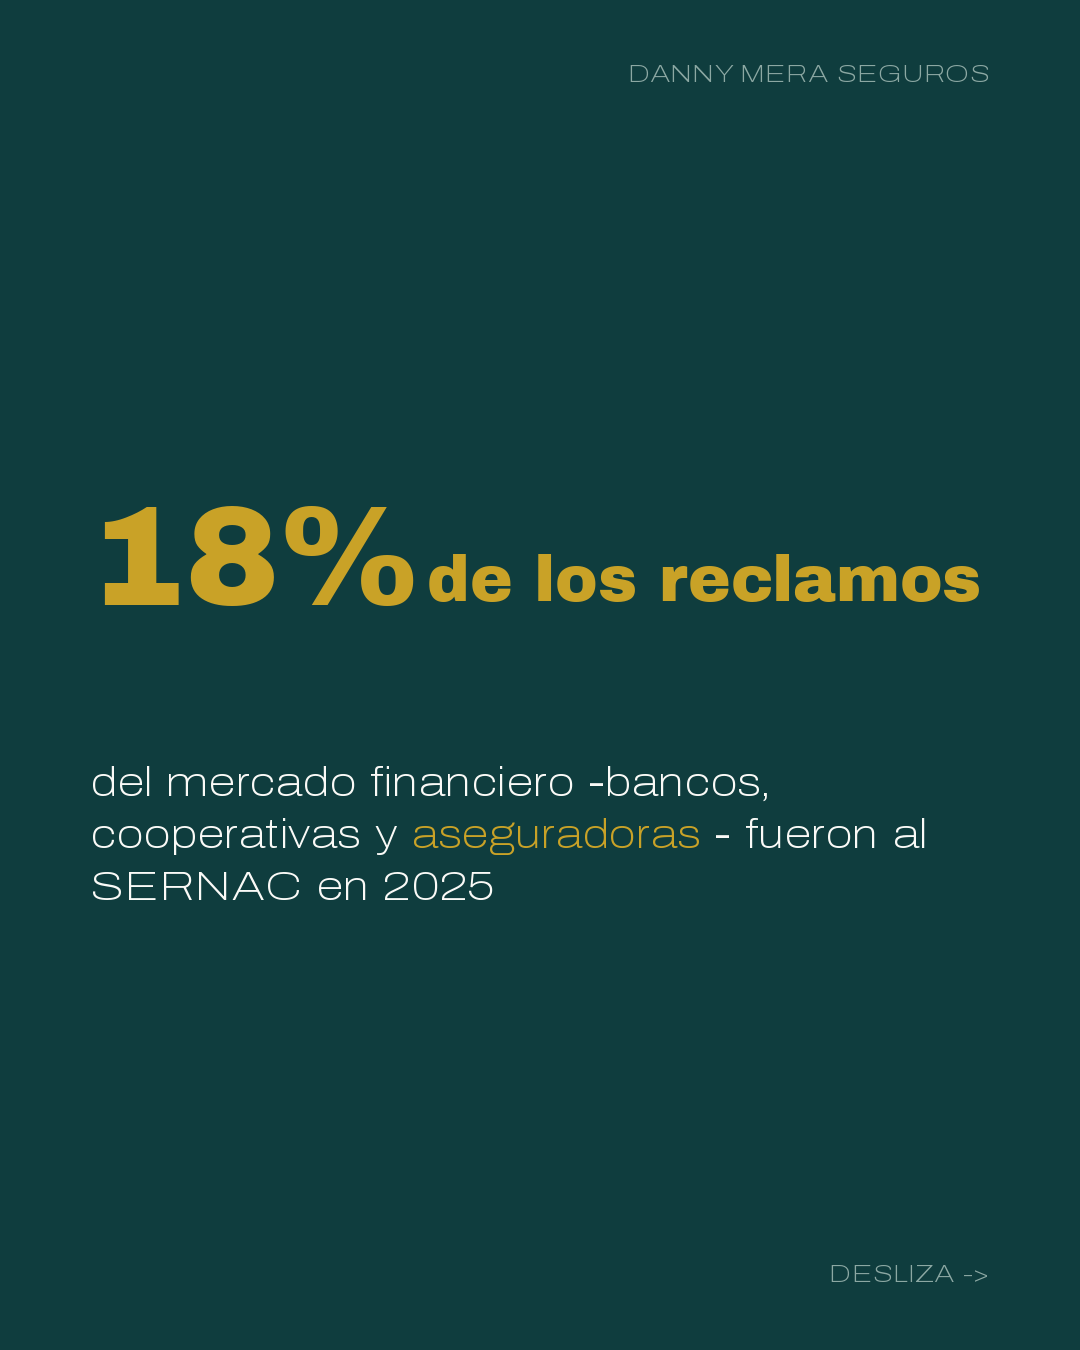 DANNY MERA SEGUROS
18% de los reclamos
del mercado financiero -bancos,
cooperativas y aseguradoras - fueron al
SERNAC en 2025
DESLIZA ->